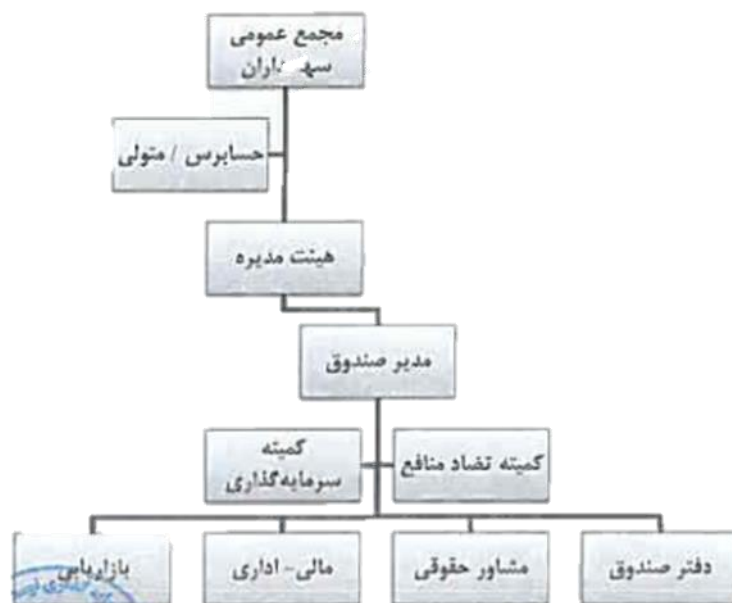 مجمع عمومی
سهامداران
حسابرس / متولی
هیئت مدیره
مدیر صندوق
کمیته تضاد منافع
کمیته
سرمایه‌گذاری
دفتر صندوق
مشاور حقوقی
مالی- اداری
بازاریابی